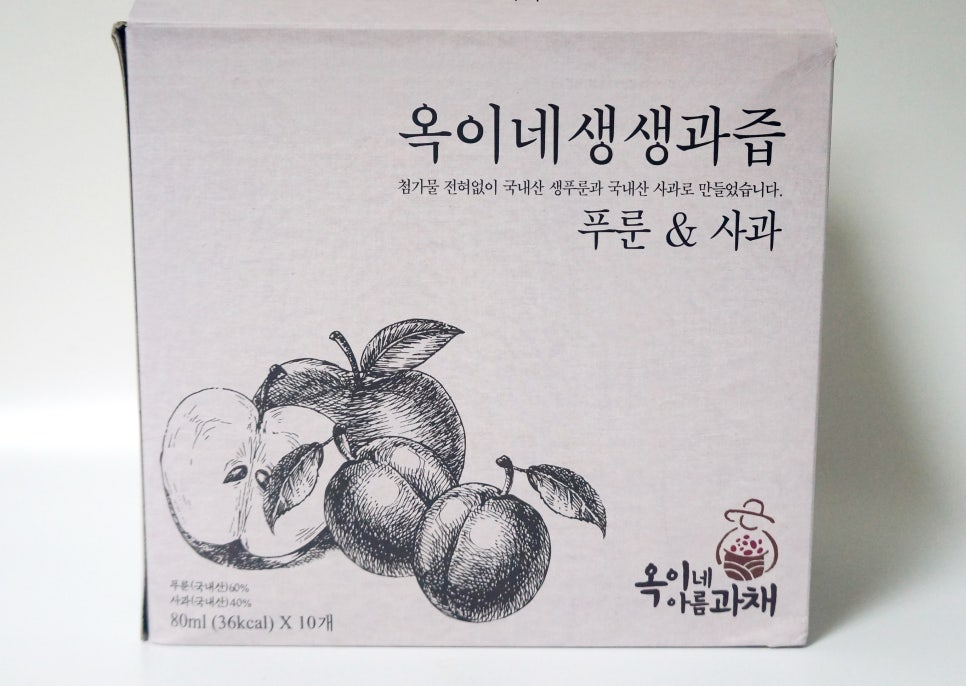 옥이네생생과즙
첨가물 전혀없이 국내산 생푸룬과 국내산 사과로 만들었습니다.
푸룬 & 사과
푸룬(국내산)60%
사과(국내산)40%
80ml (36kcal) X 10개
옥이네
아름과채